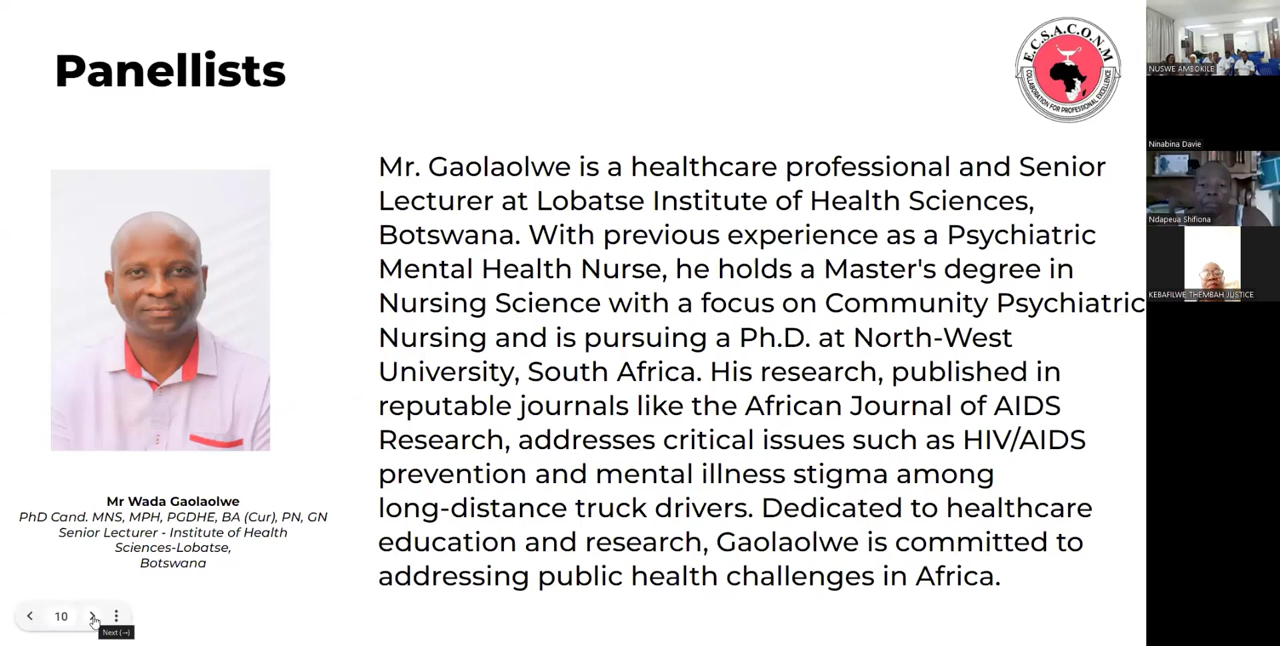 Panellists
E.C.S.A.C.O.N.M
COLLABORATION FOR PROFESSIONAL EXCELLENCE
Mr. Gaolaolwe is a healthcare professional and Senior
Lecturer at Lobatse Institute of Health Sciences,
Botswana. With previous experience as a Psychiatric
Mental Health Nurse, he holds a Master's degree in
Nursing Science with a focus on Community Psychiatric
Nursing and is pursuing a Ph.D. at North-West
University, South Africa. His research, published in
reputable journals like the African Journal of AIDS
Research, addresses critical issues such as HIV/AIDS
prevention and mental illness stigma among
long-distance truck drivers. Dedicated to healthcare
education and research, Gaolaolwe is committed to
addressing public health challenges in Africa.
Mr Wada Gaolaolwe
PhD Cand. MNS, MPH, PGDHE, BA (Cur), PN, GN
Senior Lecturer - Institute of Health
Sciences-Lobatse,
Botswana
10
Next (→)
NUSWE AMBOKILE
Ninabina Davie
Ndapeua Shifiona
KEBAFILWE THEMBAH JUSTICE